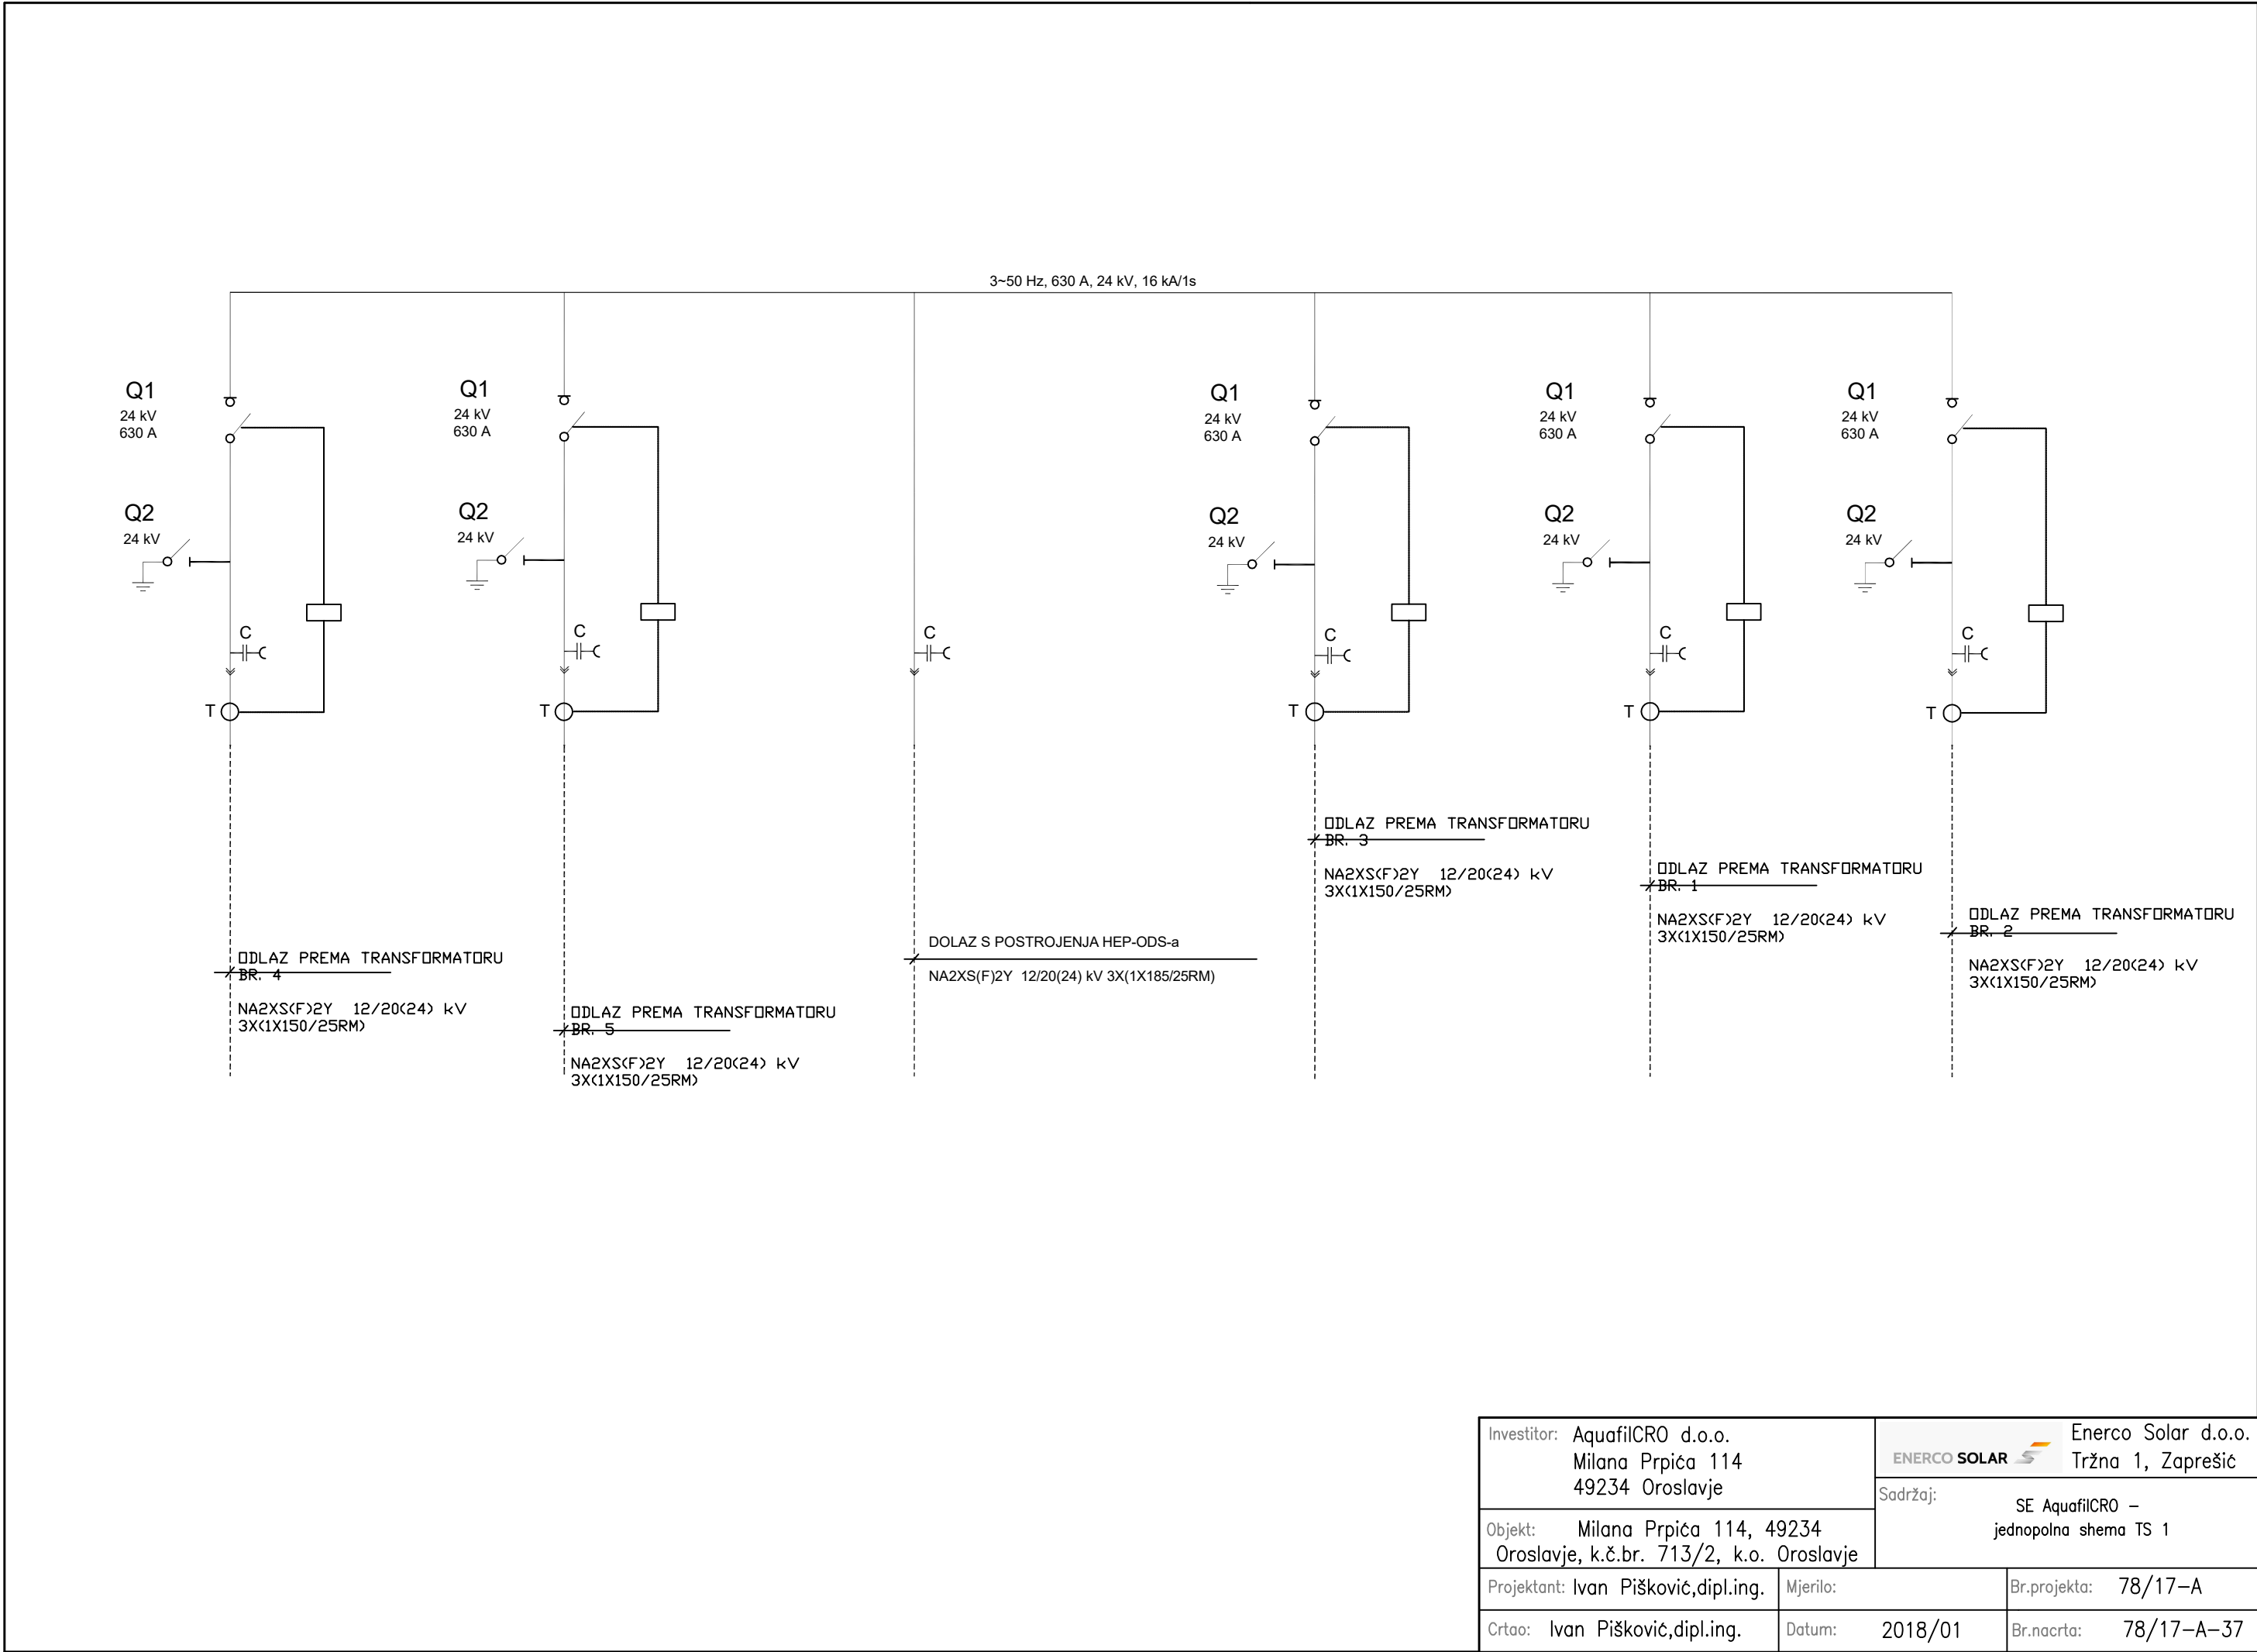 3~50 Hz, 630 A, 24 kV, 16 kA/1s
Q1
24 kV
630 A
Q2
24 kV
C
T
ODLAZ PREMA TRANSFORMATORU
BR. 4
NA2XS(F)2Y 12/20(24) kV
3X(1X150/25RM)
Q1
24 kV
630 A
Q2
24 kV
C
T
ODLAZ PREMA TRANSFORMATORU
BR. 5
NA2XS(F)2Y 12/20(24) kV
3X(1X150/25RM)
C
DOLAZ S POSTROJENJA HEP-ODS-a
NA2XS(F)2Y 12/20(24) kV 3X(1X185/25RM)
Q1
24 kV
630 A
Q2
24 kV
C
T
ODLAZ PREMA TRANSFORMATORU
BR. 3
NA2XS(F)2Y 12/20(24) kV
3X(1X150/25RM)
Q1
24 kV
630 A
Q2
24 kV
C
T
ODLAZ PREMA TRANSFORMATORU
BR. 1
NA2XS(F)2Y 12/20(24) kV
3X(1X150/25RM)
Q1
24 kV
630 A
Q2
24 kV
C
T
ODLAZ PREMA TRANSFORMATORU
BR. 2
NA2XS(F)2Y 12/20(24) kV
3X(1X150/25RM)
Investitor: AquafilCRO d.o.o.
Milana Prpića 114
49234 Oroslavje
ENERCO SOLAR
Enerco Solar d.o.o.
Tržna 1, Zaprešić
Objekt: Milana Prpića 114, 49234
Oroslavje, k.č.br. 713/2, k.o. Oroslavje
Sadržaj:
SE AquafilCRO –
jednopolna shema TS 1
Projektant: Ivan Pišković,dipl.ing.
Mjerilo:
Br.projekta: 78/17-A
Crtao: Ivan Pišković,dipl.ing.
Datum: 2018/01
Br.nacrta: 78/17-A-37